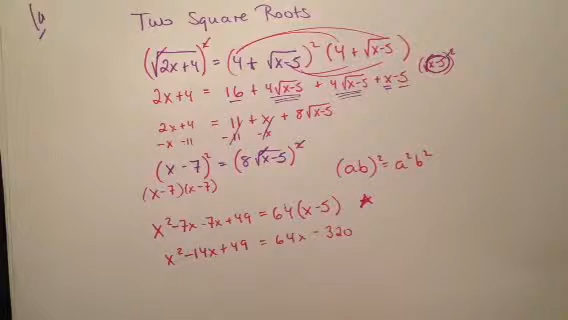 10
Two Square Roots
(√2x+4)² = (4 + √x-5)² (4 + √x-5)
(√x-5)²
2x+4 = 16 + 4√x-5 + 4√x-5 + x-5
2x+4 = 11 + x + 8√x-5
-x -11 -11 -x
(x-7)² = (8√x-5)²
(ab)² = a²b²
(x-7)(x-7)
x²-7x-7x+49 = 64(x-5)
x²-14x+49 = 64x - 320